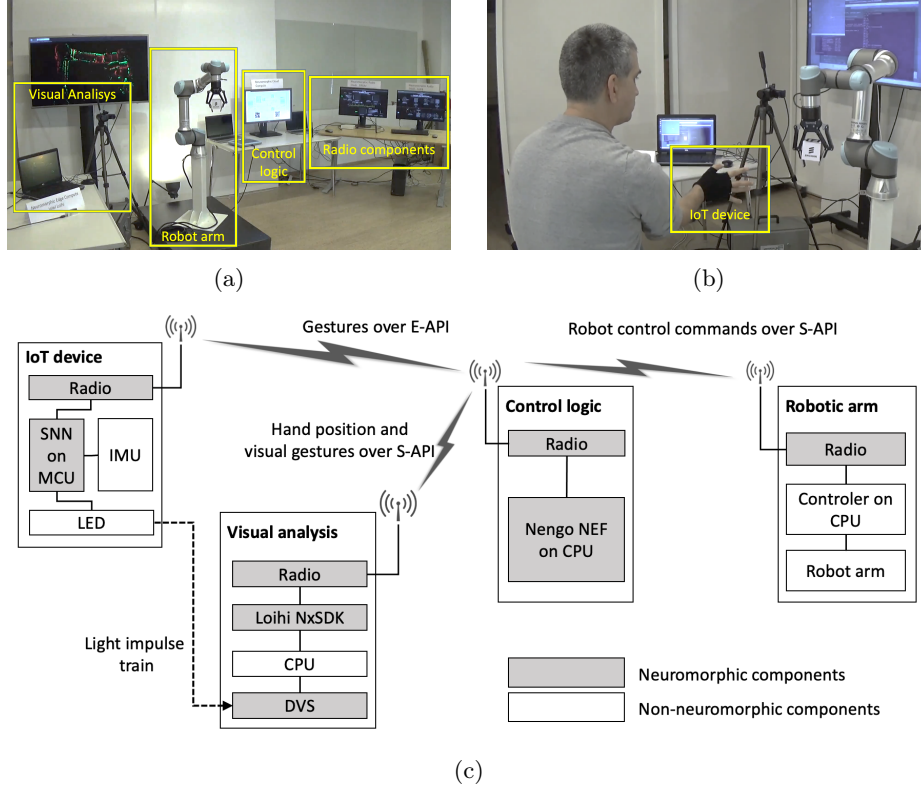 Visual Analisys
Robot arm
Control
logic
Radio components
IoT device
(a)
(b)
Gestures over E-API
Robot control commands over S-API
IoT device
Radio
SNN
on
MCU
IMU
LED
Hand position and
visual gestures over S-API
Control logic
Radio
Nengo NEF
on CPU
Robotic arm
Radio
Controler on
CPU
Robot arm
Visual analysis
Radio
Loihi NxSDK
CPU
DVS
Light impulse
train
Neuromorphic components
Non-neuromorphic components
(c)